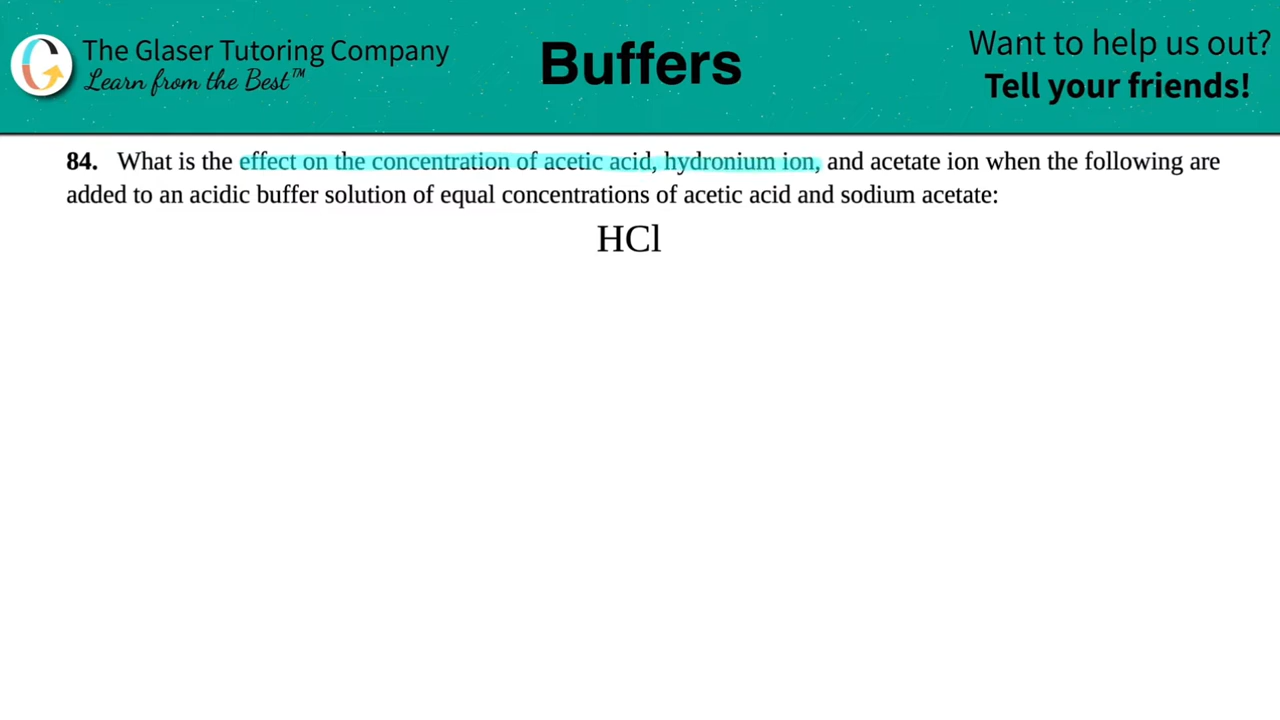 The Glaser Tutoring Company
Learn from the Best™
Buffers
Want to help us out?
Tell your friends!
84. What is the effect on the concentration of acetic acid, hydronium ion, and acetate ion when the following are
added to an acidic buffer solution of equal concentrations of acetic acid and sodium acetate:
HCl